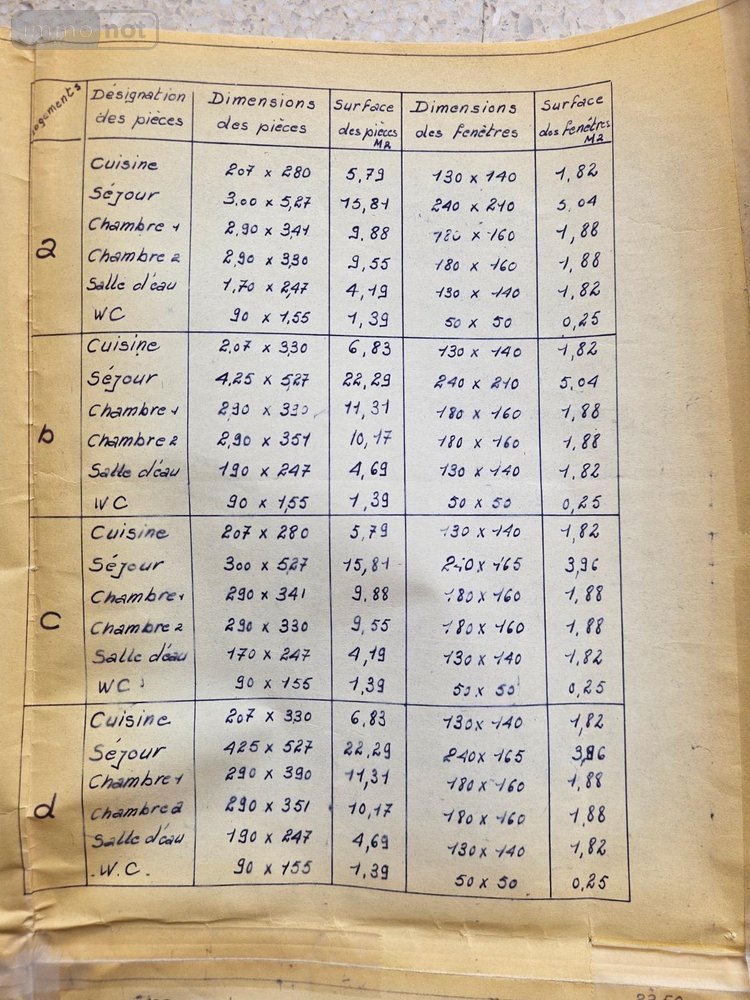 immo not
Logements | Désignation des pièces | Dimensions des pièces | Surface des pièces M2 | Dimensions des fenêtres | Surface des fenêtres M2
a
Cuisine 207 x 280 5,79 130 x 140 1,82
Séjour 3.00 x 5,27 15,81 240 x 210 5.04
Chambre 1 2,90 x 3,41 9.88 180 x 160 1,88
Chambre 2 2,90 x 3,30 9,55 180 x 160 1,88
Salle d'eau 1,70 x 2,47 4,19 130 x 140 1,82
WC 90 x 1,55 1,39 50 x 50 0,25
b
Cuisine 2.07 x 3.30 6,83 130 x 140 1,82
Séjour 4.25 x 527 22,29 240 x 210 5,04
Chambre 1 290 x 390 11,31 180 x 160 1,88
Chambre 2 2,90 x 351 10,17 180 x 160 1,88
Salle d'eau 190 x 247 4,69 130 x 140 1,82
WC 90 x 1,55 1,39 50 x 50 0,25
C
Cuisine 207 x 280 5,79 130 x 140 1,82
Séjour 300 x 527 15,81 240 x 165 3,96
Chambre 1 290 x 341 9.88 180 x 160 1,88
Chambre 2 290 x 330 9,55 180 x 160 1,88
Salle d'eau 170 x 247 4,19 130 x 140 1,82
WC 90 x 155 1,39 50 x 50 0,25
d
Cuisine 207 x 330 6,83 130 x 140 1,82
Séjour 425 x 527 22,29 240 x 165 3,96
Chambre 1 290 x 390 11,31 180 x 160 1,88
Chambre 2 290 x 351 10,17 180 x 160 1,88
Salle d'eau 190 x 247 4,69 130 x 140 1,82
W.C. 90 x 155 1,39 50 x 50 0,25